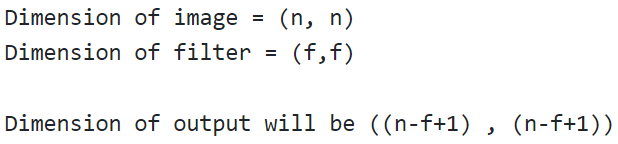 Dimension of image = (n, n)
Dimension of filter = (f,f)
Dimension of output will be ((n-f+1) , (n-f+1))